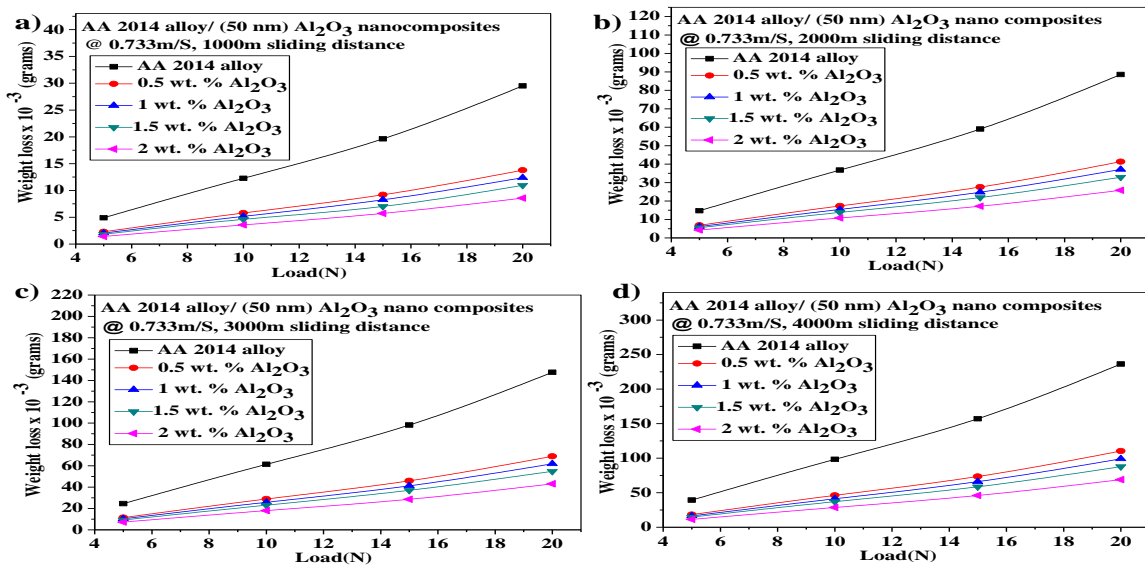 a)
AA 2014 alloy/ (50 nm) Al2O3 nanocomposites
@ 0.733m/S, 1000m sliding distance
AA 2014 alloy
0.5 wt. % Al2O3
1 wt. % Al2O3
1.5 wt. % Al2O3
2 wt. % Al2O3
Weight loss x 10 -3 (grams)
40
35
30
25
20
15
10
5
0
4 6 8 10 12 14 16 18 20
Load(N)
b)
AA 2014 alloy/ (50 nm) Al2O3 nano composites
@ 0.733m/S, 2000m sliding distance
AA 2014 alloy
0.5 wt. % Al2O3
1 wt. % Al2O3
1.5 wt. % Al2O3
2 wt. % Al2O3
Weight loss x 10 -3 (grams)
120
110
100
90
80
70
60
50
40
30
20
10
0
4 6 8 10 12 14 16 18 20
Load(N)
c)
AA 2014 alloy/ (50 nm) Al2O3 nano composites
@ 0.733m/S, 3000m sliding distance
AA 2014 alloy
0.5 wt. % Al2O3
1 wt. % Al2O3
1.5 wt. % Al2O3
2 wt. % Al2O3
Weight loss x 10 -3 (grams)
220
200
180
160
140
120
100
80
60
40
20
0
4 6 8 10 12 14 16 18 20
Load(N)
d)
AA 2014 alloy/ (50 nm) Al2O3 nano composites
@ 0.733m/S, 4000m sliding distance
AA 2014 alloy
0.5 wt. % Al2O3
1 wt. % Al2O3
1.5 wt. % Al2O3
2 wt. % Al2O3
Weight loss x 10 -3 (grams)
300
250
200
150
100
50
0
4 6 8 10 12 14 16 18 20
Load(N)